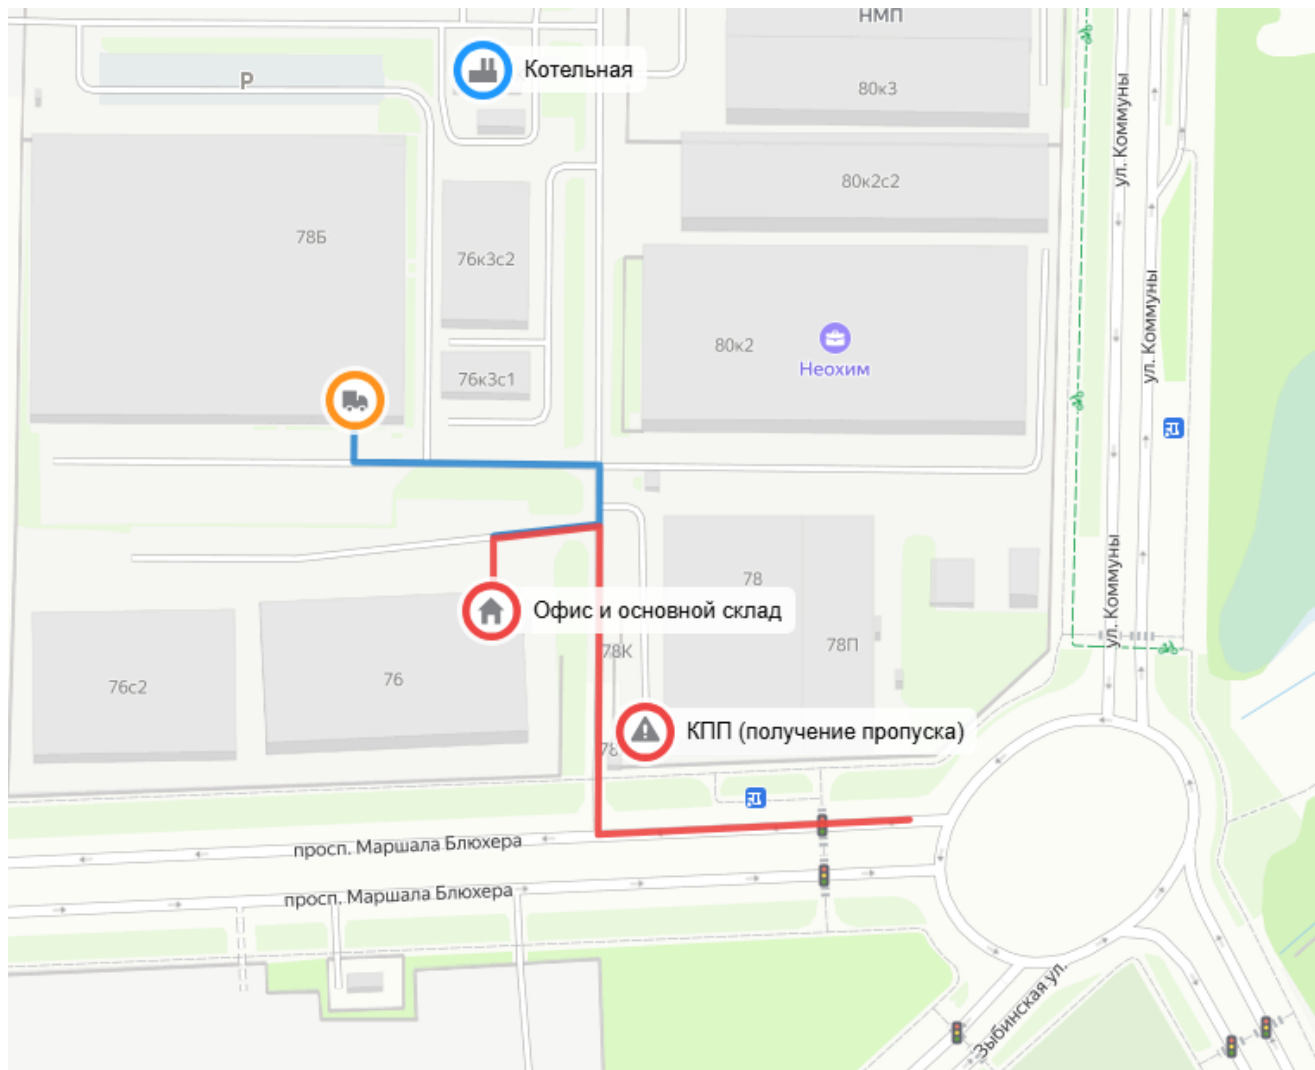 НМП
Котельная
P
80к3
ул. Коммуны
80к2с2
78Б
76к3с2
ул. Коммуны
80к2
Неохим
76к3с1
ул. Коммуны
78
Офис и основной склад
78К
78П
76с2
76
КПП (получение пропуска)
78
просп. Маршала Блюхера
просп. Маршала Блюхера
Зыбинская ул.